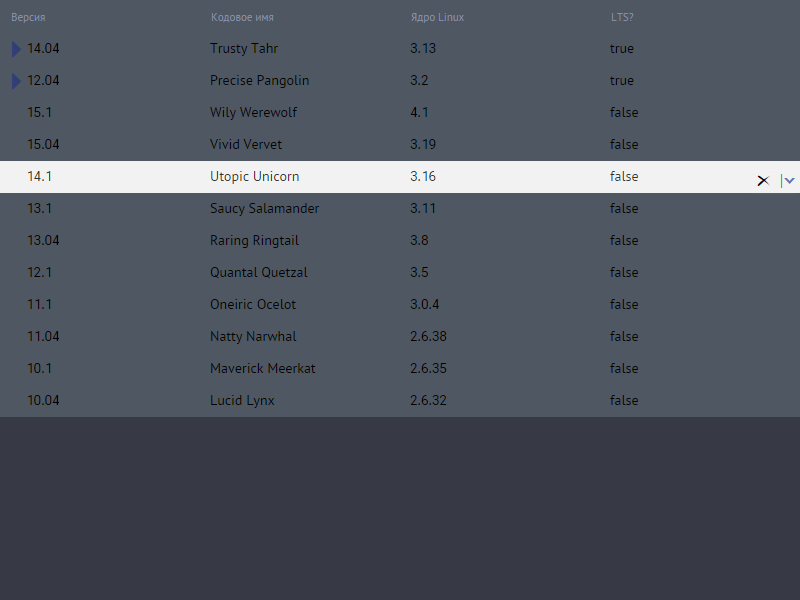 Версия Кодовое имя Ядро Linux LTS?
14.04 Trusty Tahr 3.13 true
12.04 Precise Pangolin 3.2 true
15.1 Wily Werewolf 4.1 false
15.04 Vivid Vervet 3.19 false
14.1 Utopic Unicorn 3.16 false
13.1 Saucy Salamander 3.11 false
13.04 Raring Ringtail 3.8 false
12.1 Quantal Quetzal 3.5 false
11.1 Oneiric Ocelot 3.0.4 false
11.04 Natty Narwhal 2.6.38 false
10.1 Maverick Meerkat 2.6.35 false
10.04 Lucid Lynx 2.6.32 false